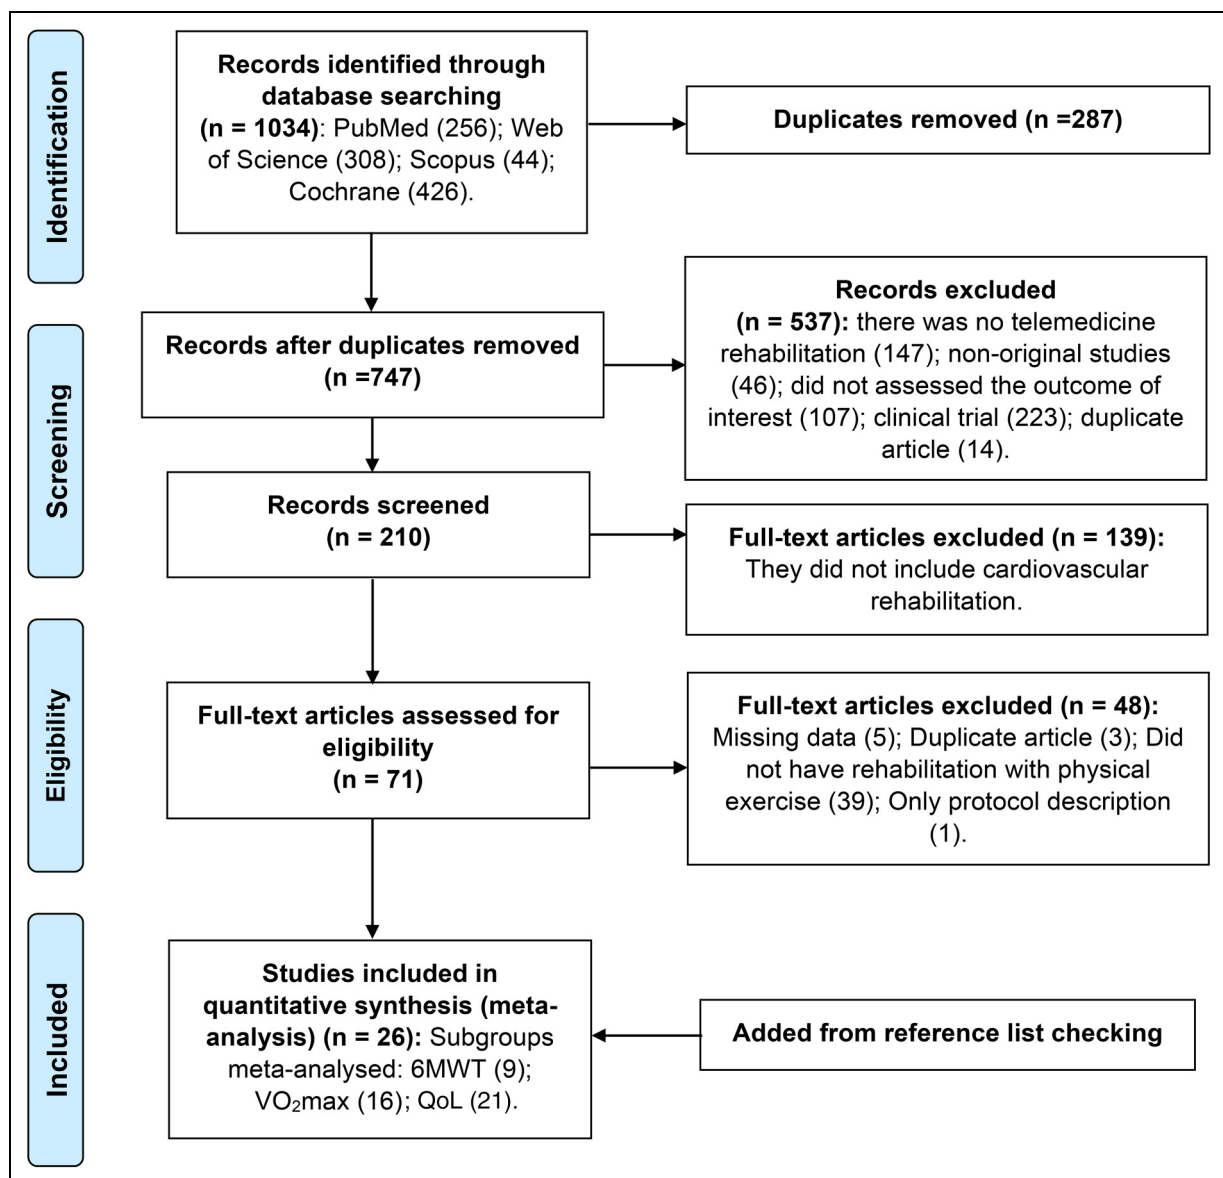 Identification
Records identified through
database searching
(n = 1034): PubMed (256); Web
of Science (308); Scopus (44);
Cochrane (426).
Duplicates removed (n =287)
Screening
Records after duplicates removed
(n =747)
Records excluded
(n = 537): there was no telemedicine
rehabilitation (147); non-original studies
(46); did not assessed the outcome of
interest (107); clinical trial (223); duplicate
article (14).
Records screened
(n = 210)
Full-text articles excluded (n = 139):
They did not include cardiovascular
rehabilitation.
Eligibility
Full-text articles assessed for
eligibility
(n = 71)
Full-text articles excluded (n = 48):
Missing data (5); Duplicate article (3); Did
not have rehabilitation with physical
exercise (39); Only protocol description
(1).
Included
Studies included in
quantitative synthesis (meta-
analysis) (n = 26): Subgroups
meta-analysed: 6MWT (9);
VO₂max (16); QoL (21).
Added from reference list checking